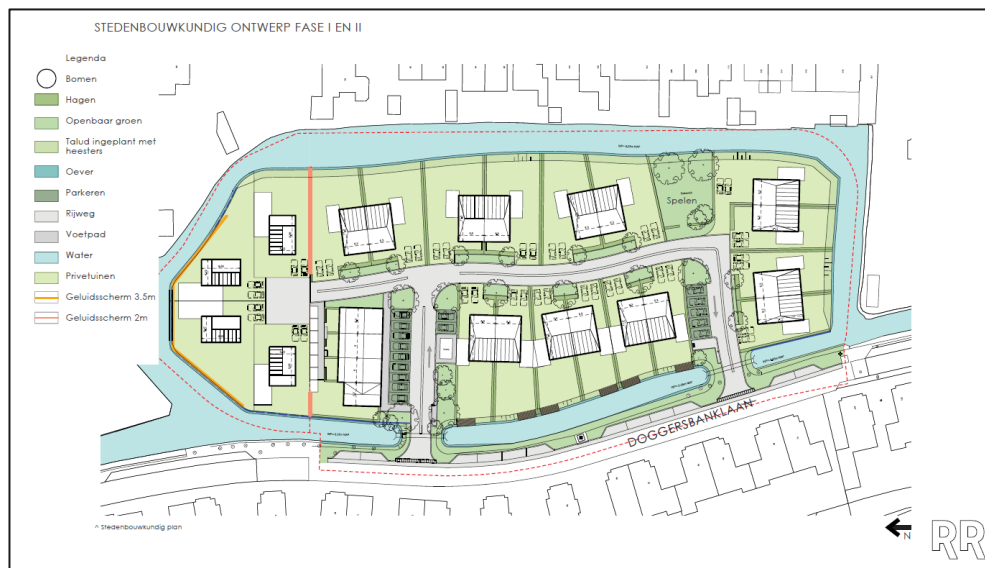 STEDENBOUWKUNDIG ONTWERP FASE I EN II
Legenda
Bomen
Hagen
Openbaar groen
Talud ingeplant met
heesters
Oever
Parkeren
Rijweg
Voetpad
Water
Privetuinen
Geluidsscherm 3.5m
Geluidsscherm 2m
Spelen
DOGGERSBANKLAAN
^ Stedenbouwkundig plan
N
RR